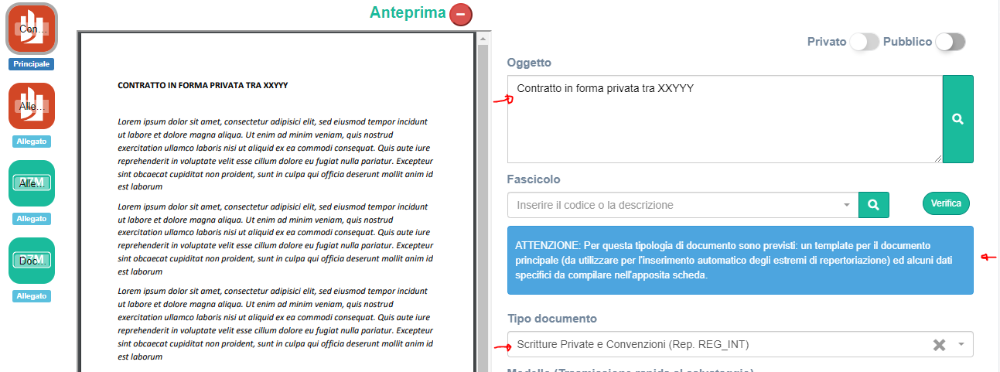 Anteprima
Con...
Principale
Alle...
Allegato
Alle...
Allegato
Doc...
Allegato
CONTRATTO IN FORMA PRIVATA TRA XXYYY
Lorem ipsum dolor sit amet, consectetur adipisici elit, sed eiusmod tempor incidunt
ut labore et dolore magna aliqua. Ut enim ad minim veniam, quis nostrud
exercitation ullamco laboris nisi ut aliquid ex ea commodi consequat. Quis aute iure
reprehenderit in voluptate velit esse cillum dolore eu fugiat nulla pariatur. Excepteur
sint obcaecat cupiditat non proident, sunt in culpa qui officia deserunt mollit anim id
est laborum
Lorem ipsum dolor sit amet, consectetur adipisici elit, sed eiusmod tempor incidunt
ut labore et dolore magna aliqua. Ut enim ad minim veniam, quis nostrud
exercitation ullamco laboris nisi ut aliquid ex ea commodi consequat. Quis aute iure
reprehenderit in voluptate velit esse cillum dolore eu fugiat nulla pariatur. Excepteur
sint obcaecat cupiditat non proident, sunt in culpa qui officia deserunt mollit anim id
est laborum
Lorem ipsum dolor sit amet, consectetur adipisici elit, sed eiusmod tempor incidunt
ut labore et dolore magna aliqua. Ut enim ad minim veniam, quis nostrud
exercitation ullamco laboris nisi ut aliquid ex ea commodi consequat. Quis aute iure
reprehenderit in voluptate velit esse cillum dolore eu fugiat nulla pariatur. Excepteur
sint obcaecat cupiditat non proident, sunt in culpa qui officia deserunt mollit anim id
est laborum
Privato Pubblico
Oggetto
Contratto in forma privata tra XXYYY
Fascicolo
Inserire il codice o la descrizione
Verifica
ATTENZIONE: Per questa tipologia di documento sono previsti: un template per il documento
principale (da utilizzare per l'inserimento automatico degli estremi di repertoriazione) ed alcuni dati
specifici da compilare nell'apposita scheda.
Tipo documento
Scritture Private e Convenzioni (Rep. REG_INT)
Modello (Trasmissione rapida al salvataggio)